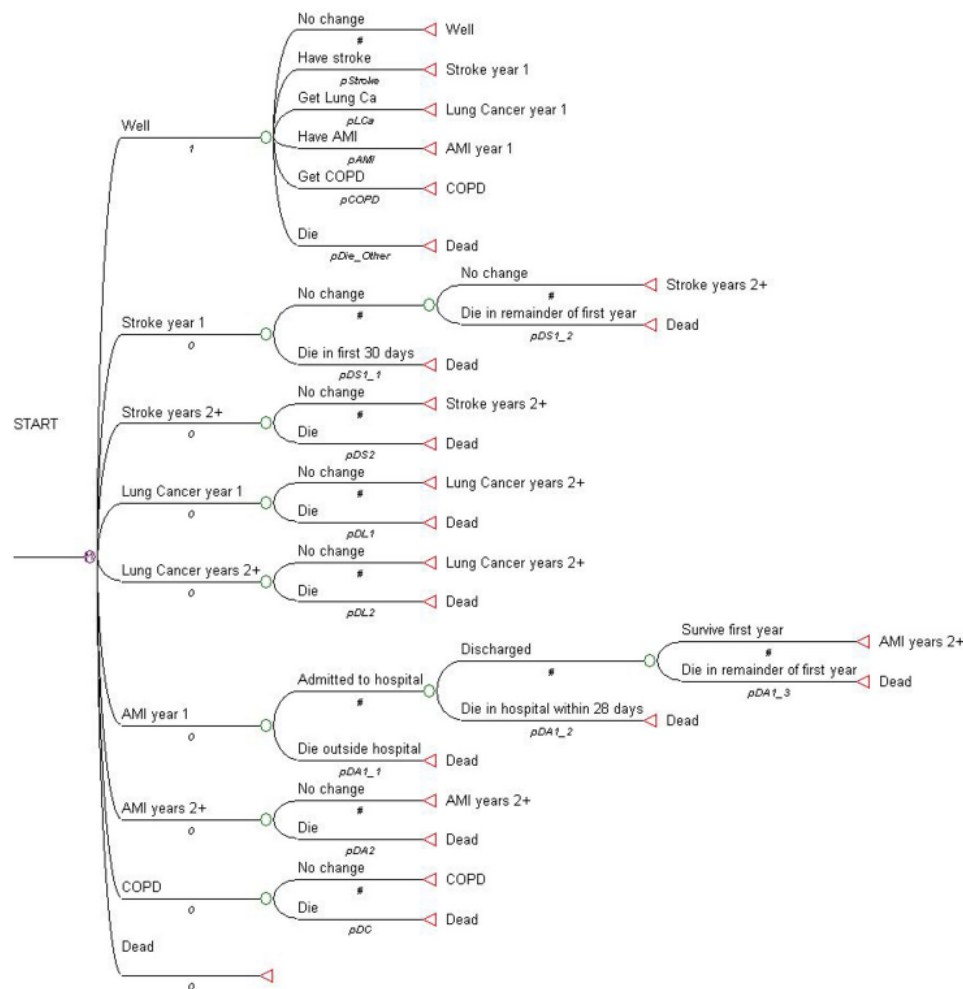 No change
Well
#
Have stroke
Stroke year 1
pStroke
Get Lung Ca
Lung Cancer year 1
pLCa
Well
Have AMI
AMI year 1
1
pAMI
Get COPD
COPD
pCOPD
Die
Dead
pDie_Other
No change
Stroke years 2+
#
No change
Die in remainder of first year
Dead
#
pDS1_2
Stroke year 1
0
Die in first 30 days
Dead
pDS1_1
No change
Stroke years 2+
#
Stroke years 2+
START
0
Die
Dead
pDS2
No change
Lung Cancer years 2+
#
Lung Cancer year 1
0
Die
Dead
pDL1
M
No change
Lung Cancer years 2+
#
Lung Cancer years 2+
0
Die
Dead
pDL2
Survive first year
AMI years 2+
#
Discharged
Die in remainder of first year
Dead
#
pDA1_3
Admitted to hospital
#
Die in hospital within 28 days
Dead
pDA1_2
AMI year 1
0
Die outside hospital
Dead
pDA1_1
No change
AMI years 2+
#
AMI years 2+
0
Die
Dead
pDA2
No change
COPD
#
COPD
0
Die
Dead
pDC
Dead
0